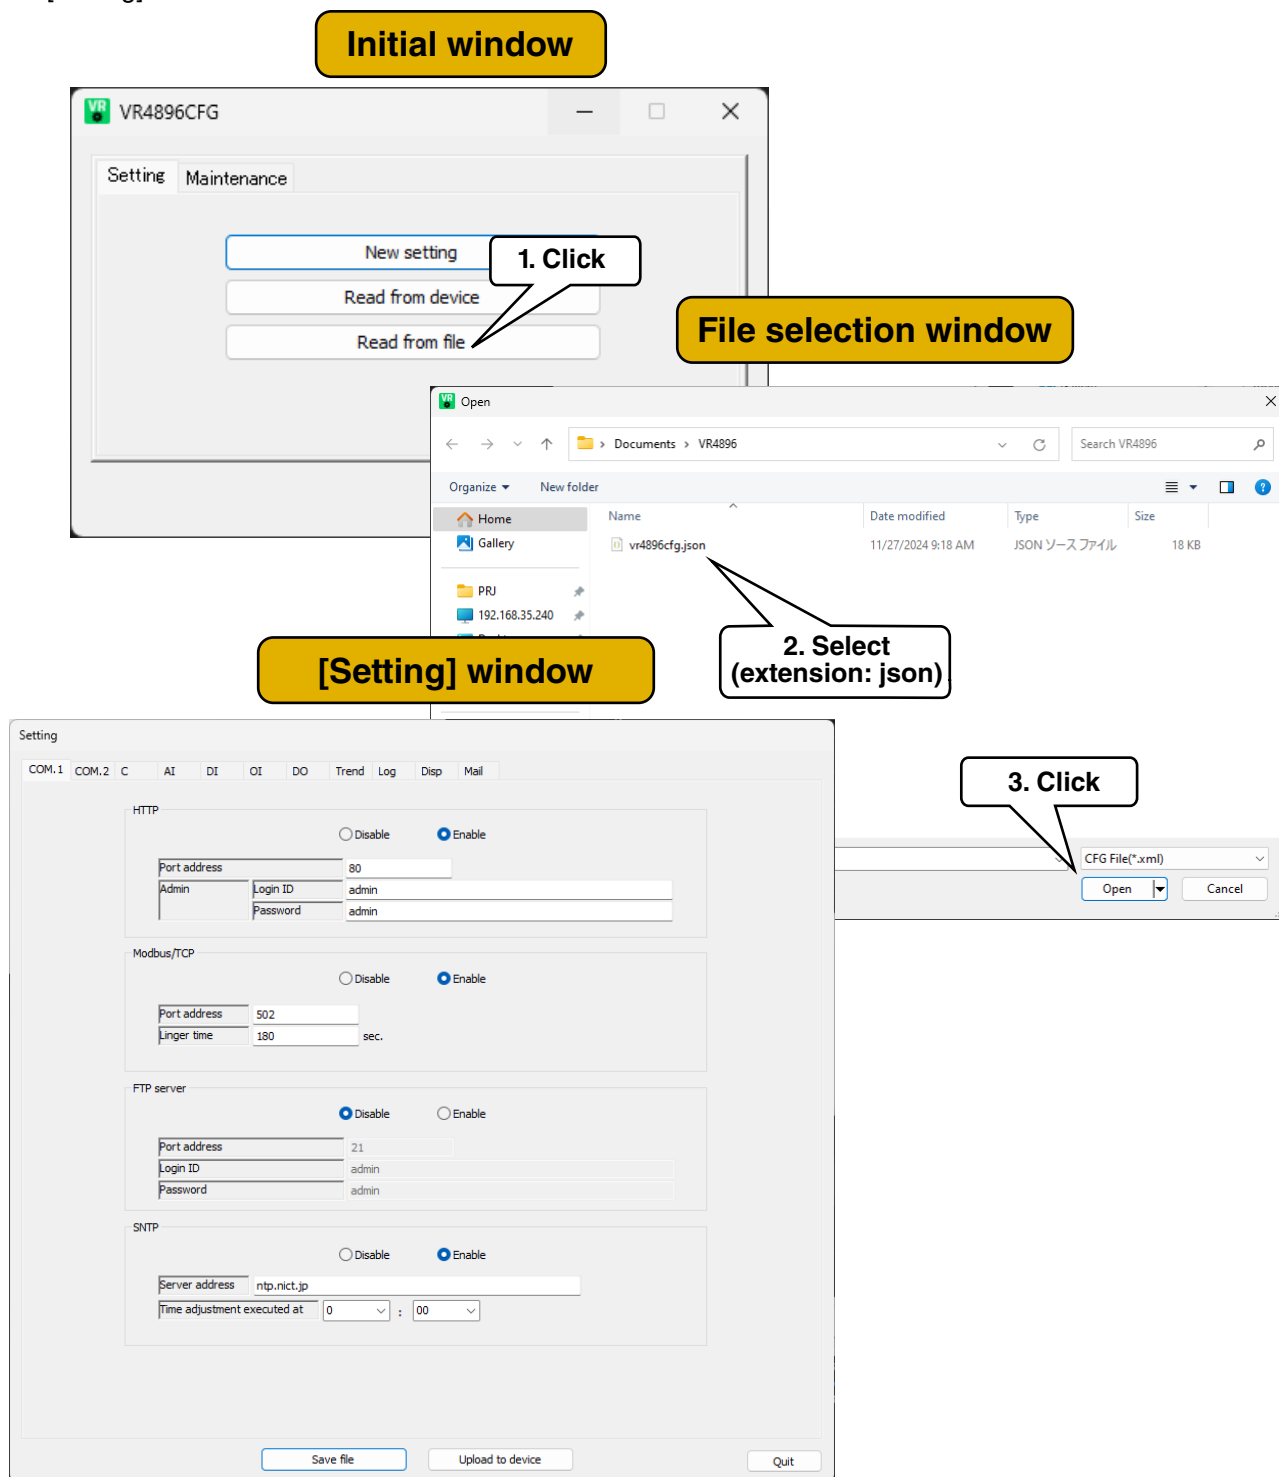 Initial window
VR4896CFG
Setting Maintenance
New setting
1. Click
Read from device
Read from file
File selection window
Open
Documents > VR4896
Search VR4896
Organize New folder
Home
Gallery
PRJ
192.168.35.240
Name Date modified Type Size
vr4896cfg.json 11/27/2024 9:18 AM JSON ソース ファイル 18 KB
2. Select
(extension: json)
3. Click
CFG File(*.xml)
Open Cancel
[Setting] window
Setting
COM.1 COM.2 C AI DI OI DO Trend Log Disp Mail
HTTP
Disable Enable
Port address 80
Admin Login ID admin
Password admin
Modbus/TCP
Disable Enable
Port address 502
Linger time 180 sec.
FTP server
Disable Enable
Port address 21
Login ID admin
Password admin
SNTP
Disable Enable
Server address ntp.nict.jp
Time adjustment executed at 0 : 00
Save file Upload to device Quit